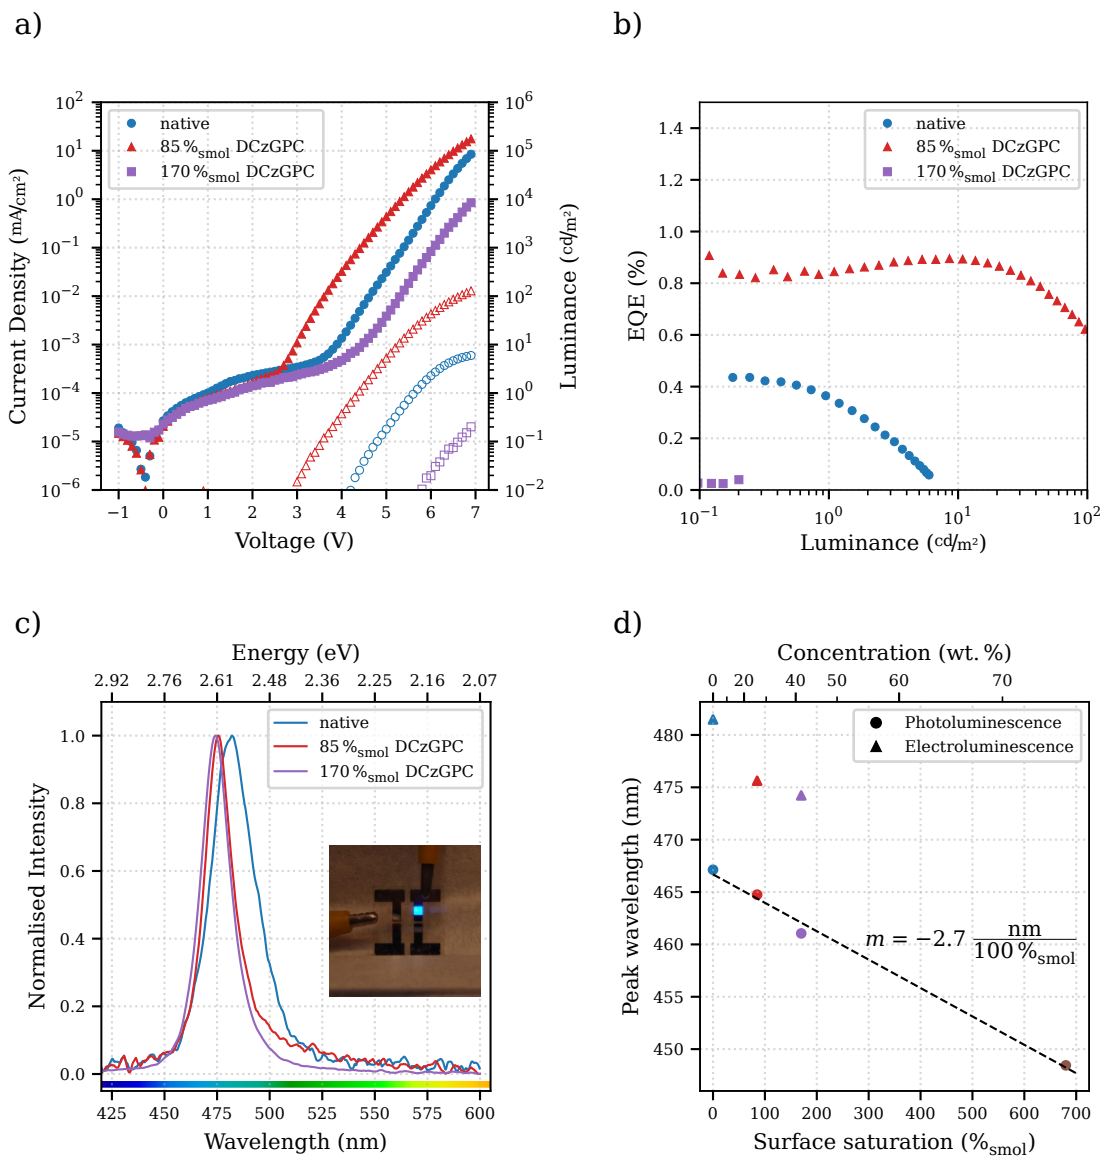 a)
native
85 %smol DCzGPC
170 %smol DCzGPC
Current Density (mA/cm²)
10² 10¹ 10⁰ 10⁻¹ 10⁻² 10⁻³ 10⁻⁴ 10⁻⁵ 10⁻⁶
10⁶ 10⁵ 10⁴ 10³ 10² 10¹ 10⁰ 10⁻¹ 10⁻²
Luminance (cd/m²)
−1 0 1 2 3 4 5 6 7
Voltage (V)
b)
native
85 %smol DCzGPC
170 %smol DCzGPC
EQE (%)
1.4 1.2 1.0 0.8 0.6 0.4 0.2 0.0
10⁻¹ 10⁰ 10¹ 10²
Luminance (cd/m²)
c)
Energy (eV)
2.92 2.76 2.61 2.48 2.36 2.25 2.16 2.07
native
85 %smol DCzGPC
170 %smol DCzGPC
Normalised Intensity
1.0 0.8 0.6 0.4 0.2 0.0
425 450 475 500 525 550 575 600
Wavelength (nm)
d)
Concentration (wt. %)
0 20 40 50 60 70
Photoluminescence
Electroluminescence
Peak wavelength (nm)
480 475 470 465 460 455 450
m = −2.7 nm/100 %smol
0 100 200 300 400 500 600 700
Surface saturation (%smol)